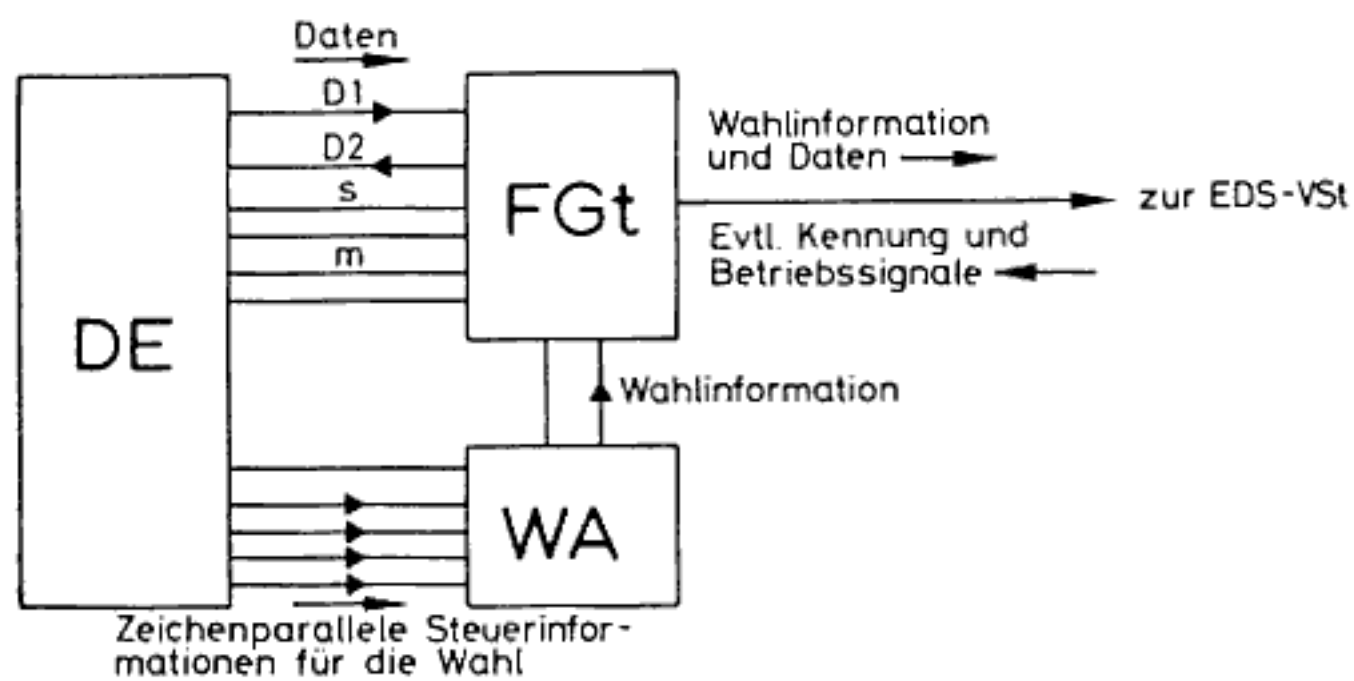 Daten
D1
D2
s
m
DE
FGt
Wahlinformation
und Daten
zur EDS-VSt
Evtl. Kennung und
Betriebssignale
Wahlinformation
WA
Zeichenparallele Steuerinfor-
mationen für die Wahl